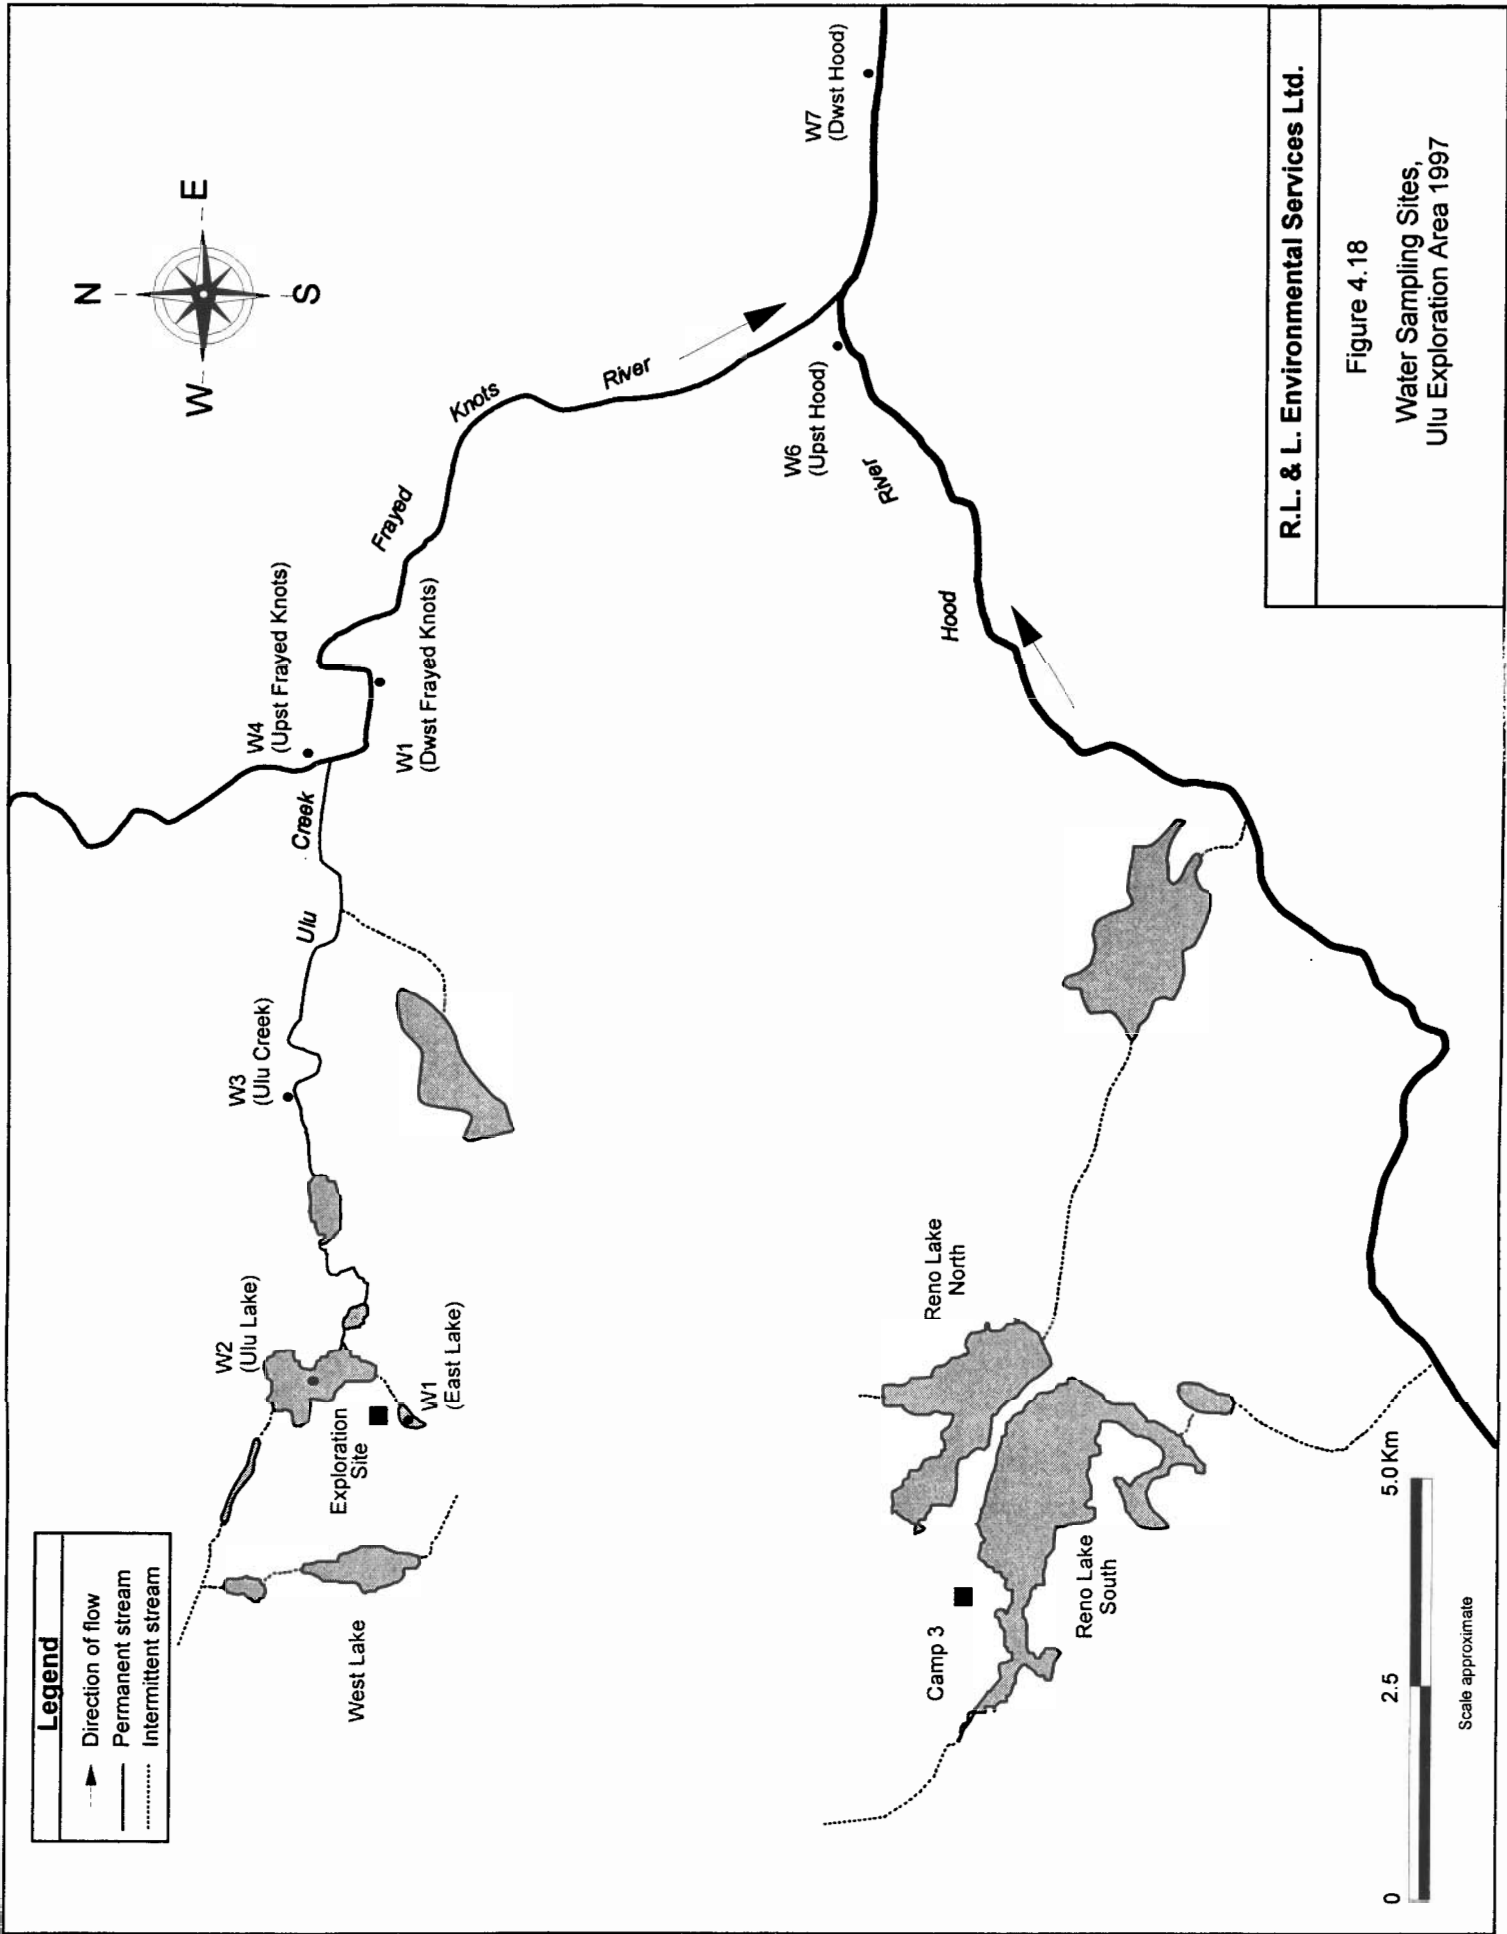 Legend
Direction of flow
Permanent stream
Intermittent stream
N
W
E
S
W2
(Ulu Lake)
W3
(Ulu Creek)
W4
(Upst Frayed Knots)
Ulu
Creek
Exploration
Site
West Lake
W1
(East Lake)
W1
(Dwst Frayed Knots)
Frayed
Knots
River
W6
(Upst Hood)
W7
(Dwst Hood)
River
Hood
Reno Lake
North
Camp 3
Reno Lake
South
0
2.5
5.0 Km
Scale approximate
R.L. & L. Environmental Services Ltd.
Figure 4.18
Water Sampling Sites,
Ulu Exploration Area 1997